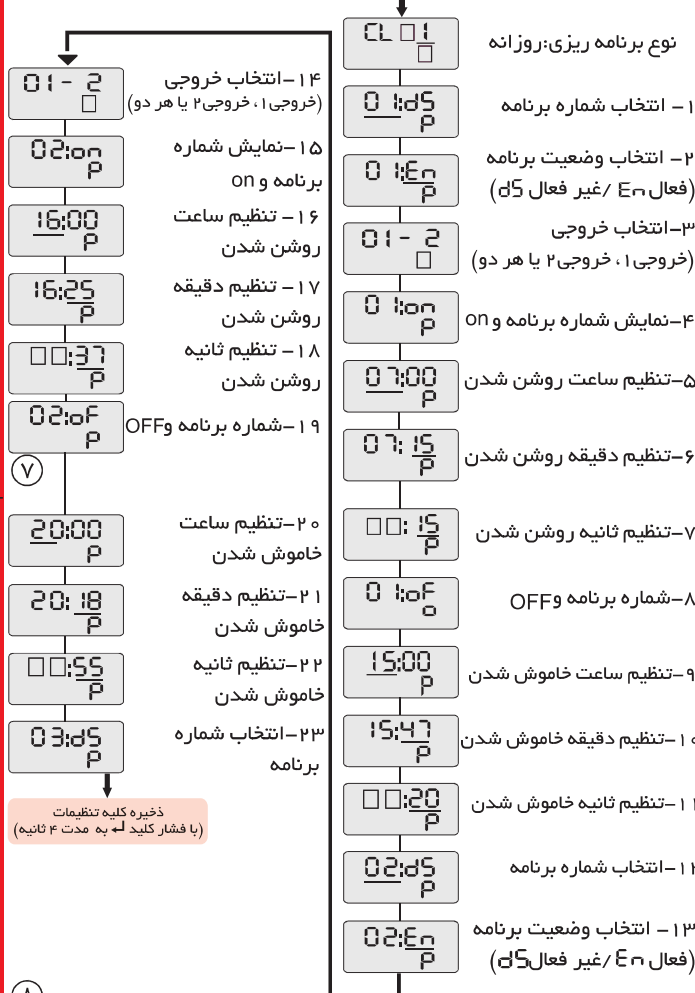 CL □1
□
نوع برنامه ریزی:روزانه
01:dS
P
۱- انتخاب شماره برنامه
01:En
P
۲- انتخاب وضعیت برنامه
(فعال En /غیر فعال dS)
01- 2
□
۳-انتخاب خروجی
(خروجی۱، خروجی۲ یا هر دو)
01:on
P
۴-نمایش شماره برنامه و on
07:00
P
۵-تنظیم ساعت روشن شدن
07:15
P
۶-تنظیم دقیقه روشن شدن
□□:15
P
۷-تنظیم ثانیه روشن شدن
01:oF
o
۸-شماره برنامه و OFF
15:00
P
۹-تنظیم ساعت خاموش شدن
15:47
P
۱۰-تنظیم دقیقه خاموش شدن
□□:20
P
۱۱-تنظیم ثانیه خاموش شدن
02:dS
P
۱۲-انتخاب شماره برنامه
02:En
P
۱۳- انتخاب وضعیت برنامه
(فعال En /غیر فعال dS)
01- 2
□
۱۴-انتخاب خروجی
(خروجی۱، خروجی۲ یا هر دو)
02:on
P
۱۵-نمایش شماره
برنامه و on
16:00
P
۱۶- تنظیم ساعت
روشن شدن
16:25
P
۱۷- تنظیم دقیقه
روشن شدن
□□:37
P
۱۸- تنظیم ثانیه
روشن شدن
02:oF
P
۱۹-شماره برنامه و OFF
۷
20:00
P
۲۰-تنظیم ساعت
خاموش شدن
20:18
P
۲۱-تنظیم دقیقه
خاموش شدن
□□:55
P
۲۲-تنظیم ثانیه
خاموش شدن
03:dS
P
۲۳-انتخاب شماره
برنامه
ذخیره کلیه تنظیمات
(با فشار کلید ↵ به مدت ۴ ثانیه)
۸